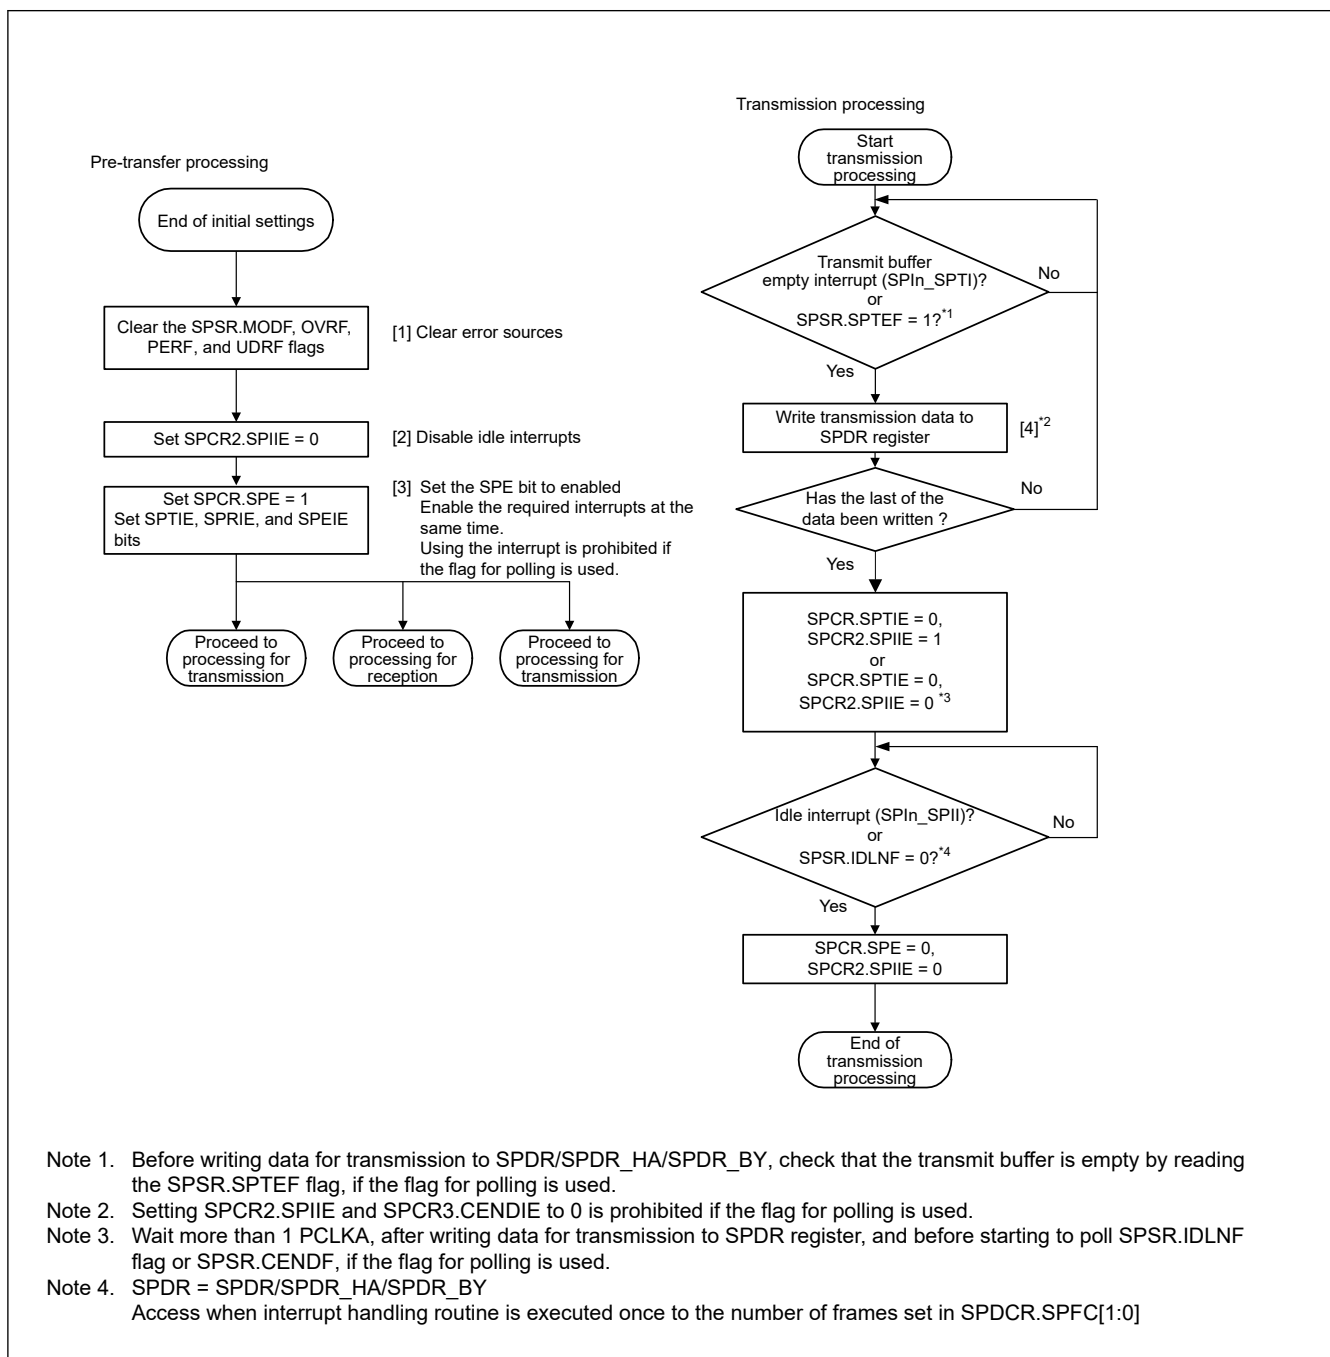 Pre-transfer processing
End of initial settings
Clear the SPSR.MODF, OVRF,
PERF, and UDRF flags
[1] Clear error sources
Set SPCR2.SPIIE = 0
[2] Disable idle interrupts
Set SPCR.SPE = 1
Set SPTIE, SPRIE, and SPEIE
bits
[3] Set the SPE bit to enabled
Enable the required interrupts at the
same time.
Using the interrupt is prohibited if
the flag for polling is used.
Proceed to
processing for
transmission
Proceed to
processing for
reception
Proceed to
processing for
transmission
Transmission processing
Start
transmission
processing
Transmit buffer
empty interrupt (SPIn_SPTI)?
or
SPSR.SPTEF = 1?*1
No
Yes
Write transmission data to
SPDR register
[4]*2
Has the last of the
data been written ?
No
Yes
SPCR.SPTIE = 0,
SPCR2.SPIIE = 1
or
SPCR.SPTIE = 0,
SPCR2.SPIIE = 0 *3
Idle interrupt (SPIn_SPII)?
or
SPSR.IDLNF = 0?*4
No
Yes
SPCR.SPE = 0,
SPCR2.SPIIE = 0
End of
transmission
processing
Note 1. Before writing data for transmission to SPDR/SPDR_HA/SPDR_BY, check that the transmit buffer is empty by reading
the SPSR.SPTEF flag, if the flag for polling is used.
Note 2. Setting SPCR2.SPIIE and SPCR3.CENDIE to 0 is prohibited if the flag for polling is used.
Note 3. Wait more than 1 PCLKA, after writing data for transmission to SPDR register, and before starting to poll SPSR.IDLNF
flag or SPSR.CENDF, if the flag for polling is used.
Note 4. SPDR = SPDR/SPDR_HA/SPDR_BY
Access when interrupt handling routine is executed once to the number of frames set in SPDCR.SPFC[1:0]